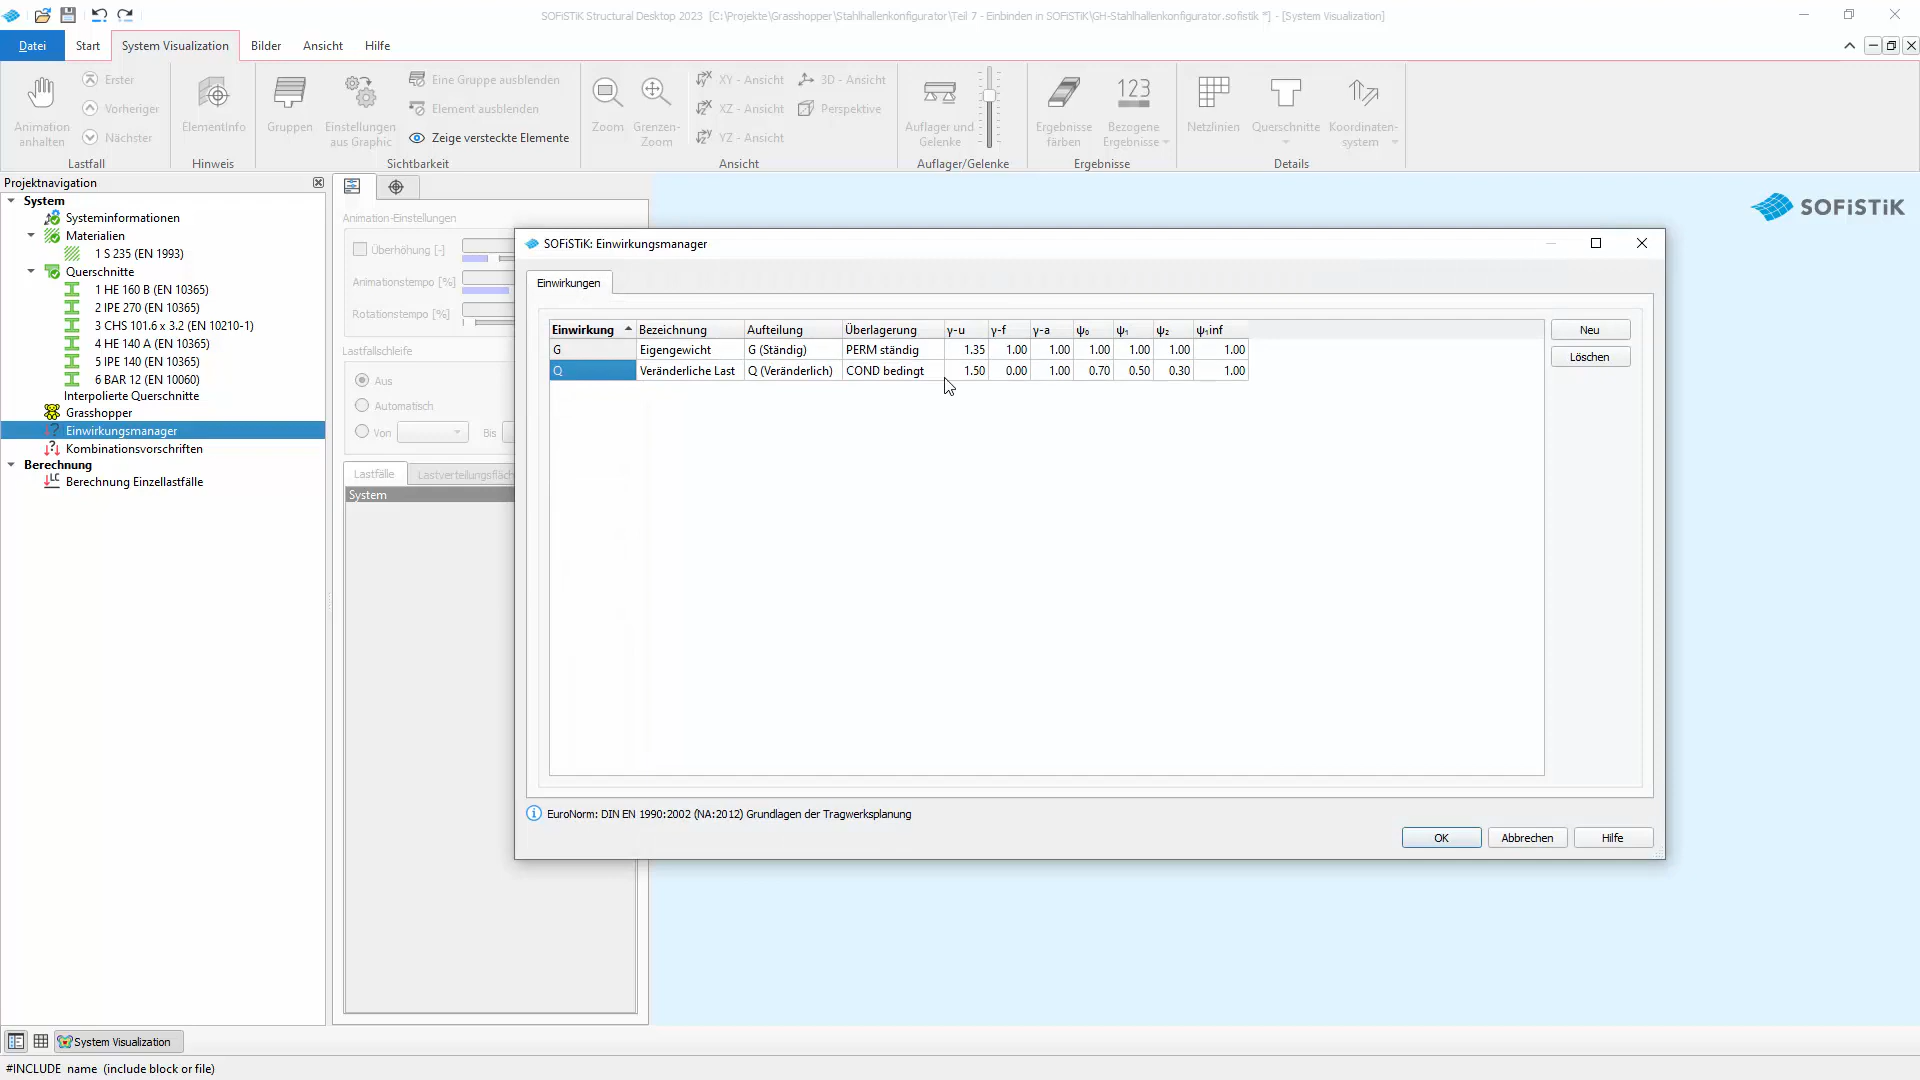 SOFiSTiK Structural Desktop 2023 [C:\Projekte\Grasshopper\Stahlhallenkonfigurator\Teil 7 - Einbinden in SOFiSTiK\GH-Stahlhallenkonfigurator.sofistik *] - [System Visualization]
Datei Start System Visualization Bilder Ansicht Hilfe
Animation anhalten
Erster
Vorheriger
Nächster
Lastfall
ElementInfo
Hinweis
Gruppen
Einstellungen aus Graphic
Eine Gruppe ausblenden
Element ausblenden
Zeige versteckte Elemente
Sichtbarkeit
Zoom
Grenzen-Zoom
XY - Ansicht
XZ - Ansicht
YZ - Ansicht
3D - Ansicht
Perspektive
Ansicht
Auflager und Gelenke
Auflager/Gelenke
Ergebnisse färben
123
Bezogene Ergebnisse
Ergebnisse
Netzlinien
Querschnitte
Koordinaten-system
Details
Projektnavigation
System
Systeminformationen
Materialien
1 S 235 (EN 1993)
Querschnitte
1 HE 160 B (EN 10365)
2 IPE 270 (EN 10365)
3 CHS 101.6 x 3.2 (EN 10210-1)
4 HE 140 A (EN 10365)
5 IPE 140 (EN 10365)
6 BAR 12 (EN 10060)
Interpolierte Querschnitte
Grasshopper
Einwirkungsmanager
Kombinationsvorschriften
Berechnung
Berechnung Einzellastfälle
Animation-Einstellungen
Überhöhung [-]
Animationstempo [%]
Rotationstempo [%]
Lastfallschleife
Aus
Automatisch
Von Bis
Lastfälle Lastverteilungsfläch
System
SOFiSTiK
SOFiSTiK: Einwirkungsmanager
Einwirkungen
Einwirkung Bezeichnung Aufteilung Überlagerung γ-u γ-f γ-a ψ₀ ψ₁ ψ₂ ψ₁inf
G Eigengewicht G (Ständig) PERM ständig 1.35 1.00 1.00 1.00 1.00 1.00 1.00
Q Veränderliche Last Q (Veränderlich) COND bedingt 1.50 0.00 1.00 0.70 0.50 0.30 1.00
Neu
Löschen
EuroNorm: DIN EN 1990:2002 (NA:2012) Grundlagen der Tragwerksplanung
OK Abbrechen Hilfe
System Visualization
#INCLUDE name (include block or file)